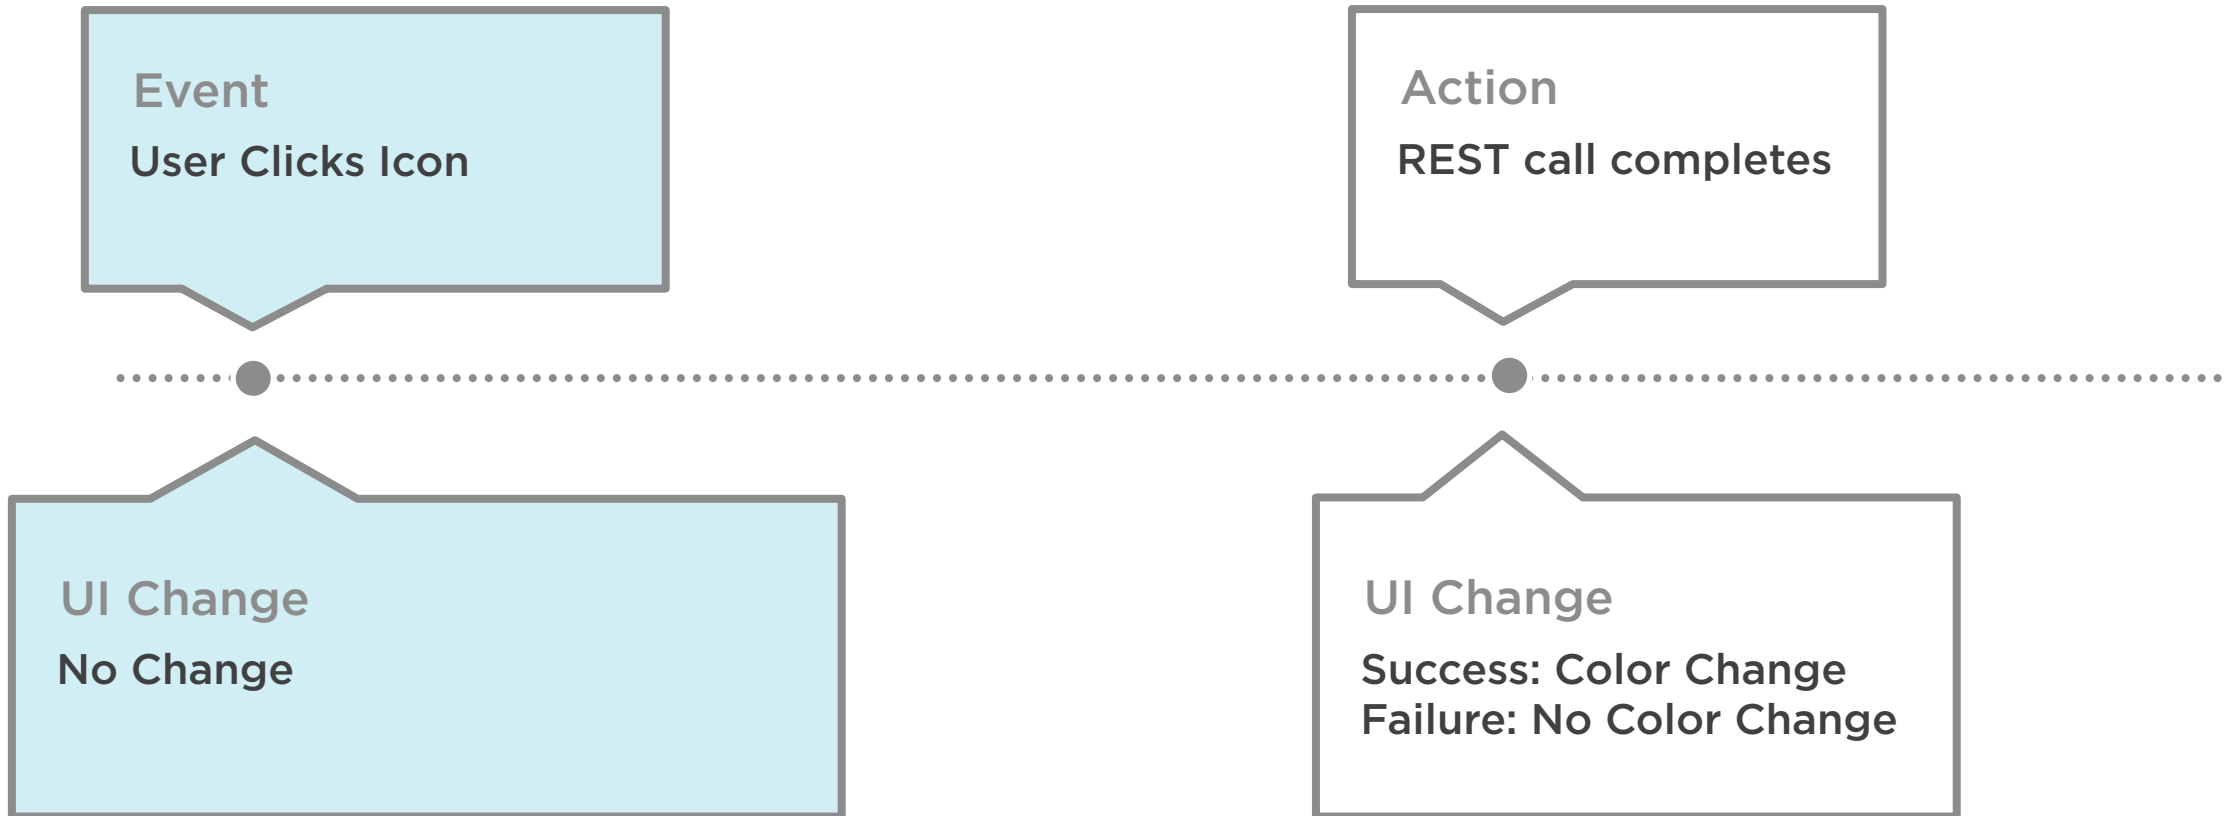 Event
User Clicks Icon
Action
REST call completes
UI Change
No Change
UI Change
Success: Color Change
Failure: No Color Change